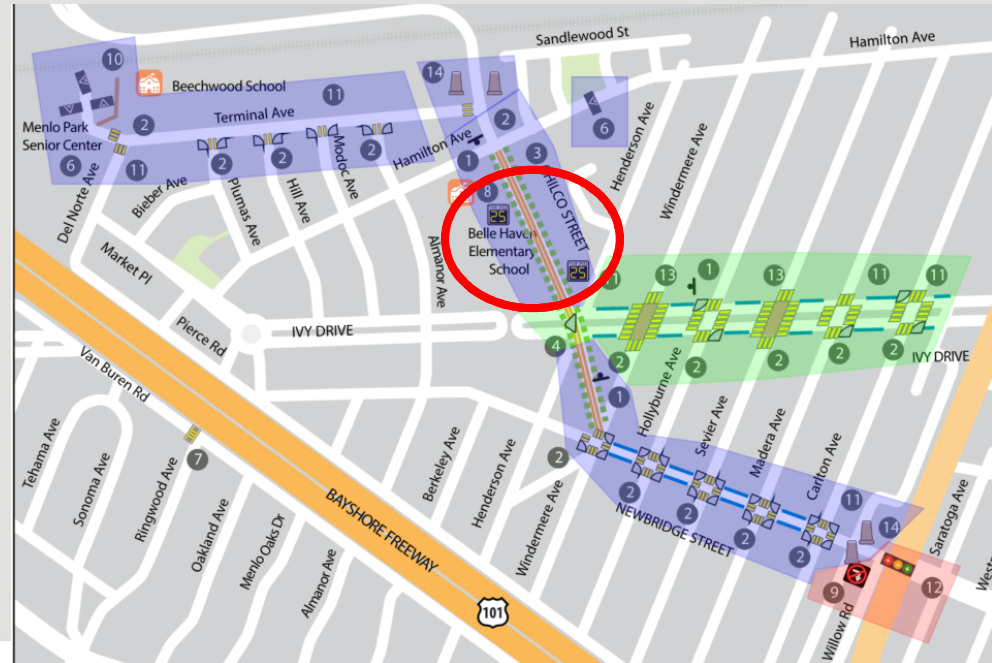 Sandlewood St
Hamilton Ave
10
Beechwood School
14
11
Terminal Ave
2
2
6
Menlo Park
Senior Center
6
11
2
2
2
2
Hamilton Ave
1
3
Henderson Ave
Windermere Ave
Del Norte Ave
Bieber Ave
Plumas Ave
Hill Ave
Modoc Ave
8
25
HILCO STREET
Belle Haven
Elementary
School
25
Almanor Ave
Market Pl
1
13
1
13
11
11
Pierce Rd
IVY DRIVE
4
2
2
2
2
2
IVY DRIVE
Van Buren Rd
1
Hollyburne Ave
Sevier Ave
Madera Ave
Carlton Ave
Tehama Ave
Sonoma Ave
Ringwood Ave
7
Oakland Ave
Menlo Oaks Dr
Almanor Ave
BAYSHORE FREEWAY
Berkeley Ave
Henderson Ave
Windermere Ave
2
2
2
2
2
11
NEWBRIDGE STREET
14
Saratoga Ave
9
12
Willow Rd
101